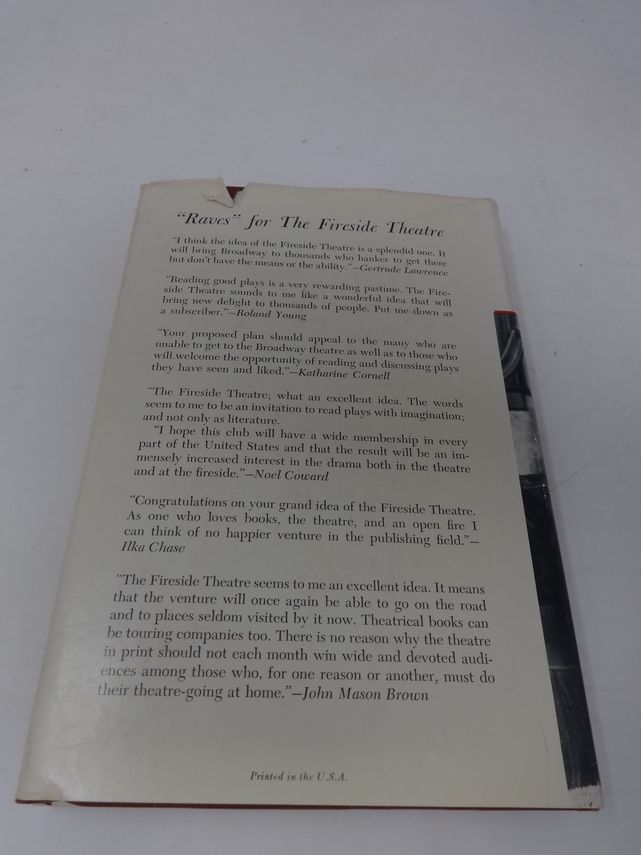 “Raves” for The Fireside Theatre
“I think the idea of the Fireside Theatre is a splendid one. It
will bring Broadway to thousands who hanker to get there
but don’t have the means or the ability.”—Gertrude Lawrence
“Reading good plays is a very rewarding pastime. The Fire-
side Theatre sounds to me like a wonderful idea that will
bring new delight to thousands of people. Put me down as
a subscriber.”—Roland Young
“Your proposed plan should appeal to the many who are
unable to get to the Broadway theatre as well as to those who
will welcome the opportunity of reading and discussing plays
they have seen and liked.”—Katharine Cornell
“The Fireside Theatre; what an excellent idea. The words
seem to me to be an invitation to read plays with imagination;
and not only as literature.
“I hope this club will have a wide membership in every
part of the United States and that the result will be an im-
mensely increased interest in the drama both in the theatre
and at the fireside.”—Noel Coward
“Congratulations on your grand idea of the Fireside Theatre.
As one who loves books, the theatre, and an open fire I
can think of no happier venture in the publishing field.”—
Ilka Chase
“The Fireside Theatre seems to me an excellent idea. It means
that the venture will once again be able to go on the road
and to places seldom visited by it now. Theatrical books can
be touring companies too. There is no reason why the theatre
in print should not each month win wide and devoted audi-
ences among those who, for one reason or another, must do
their theatre-going at home.”—John Mason Brown
Printed in the U.S.A.